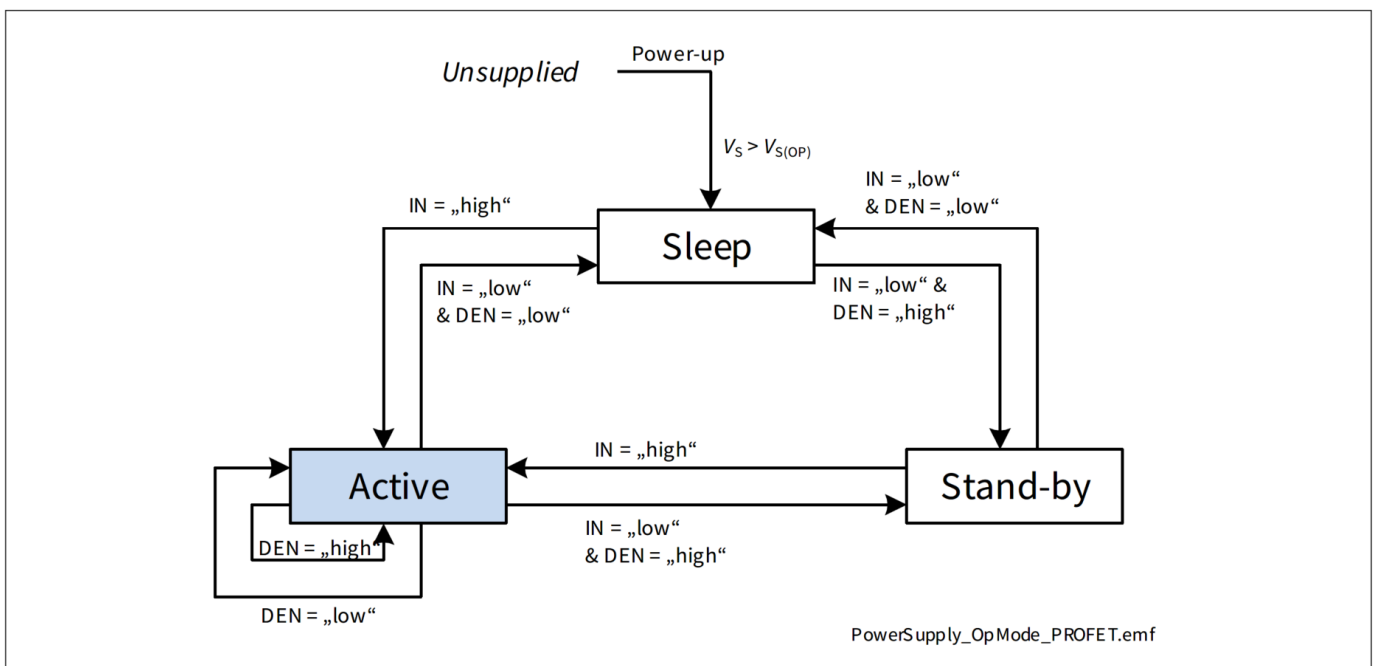 Power-up
Unsupplied
VS > VS(OP)
IN = „low“
& DEN = „low“
IN = „high“
Sleep
IN = „low“
& DEN = „low“
IN = „low“ &
DEN = „high“
IN = „high“
Active
Stand-by
IN = „low“
& DEN = „high“
DEN = „high“
DEN = „low“
PowerSupply_OpMode_PROFET.emf